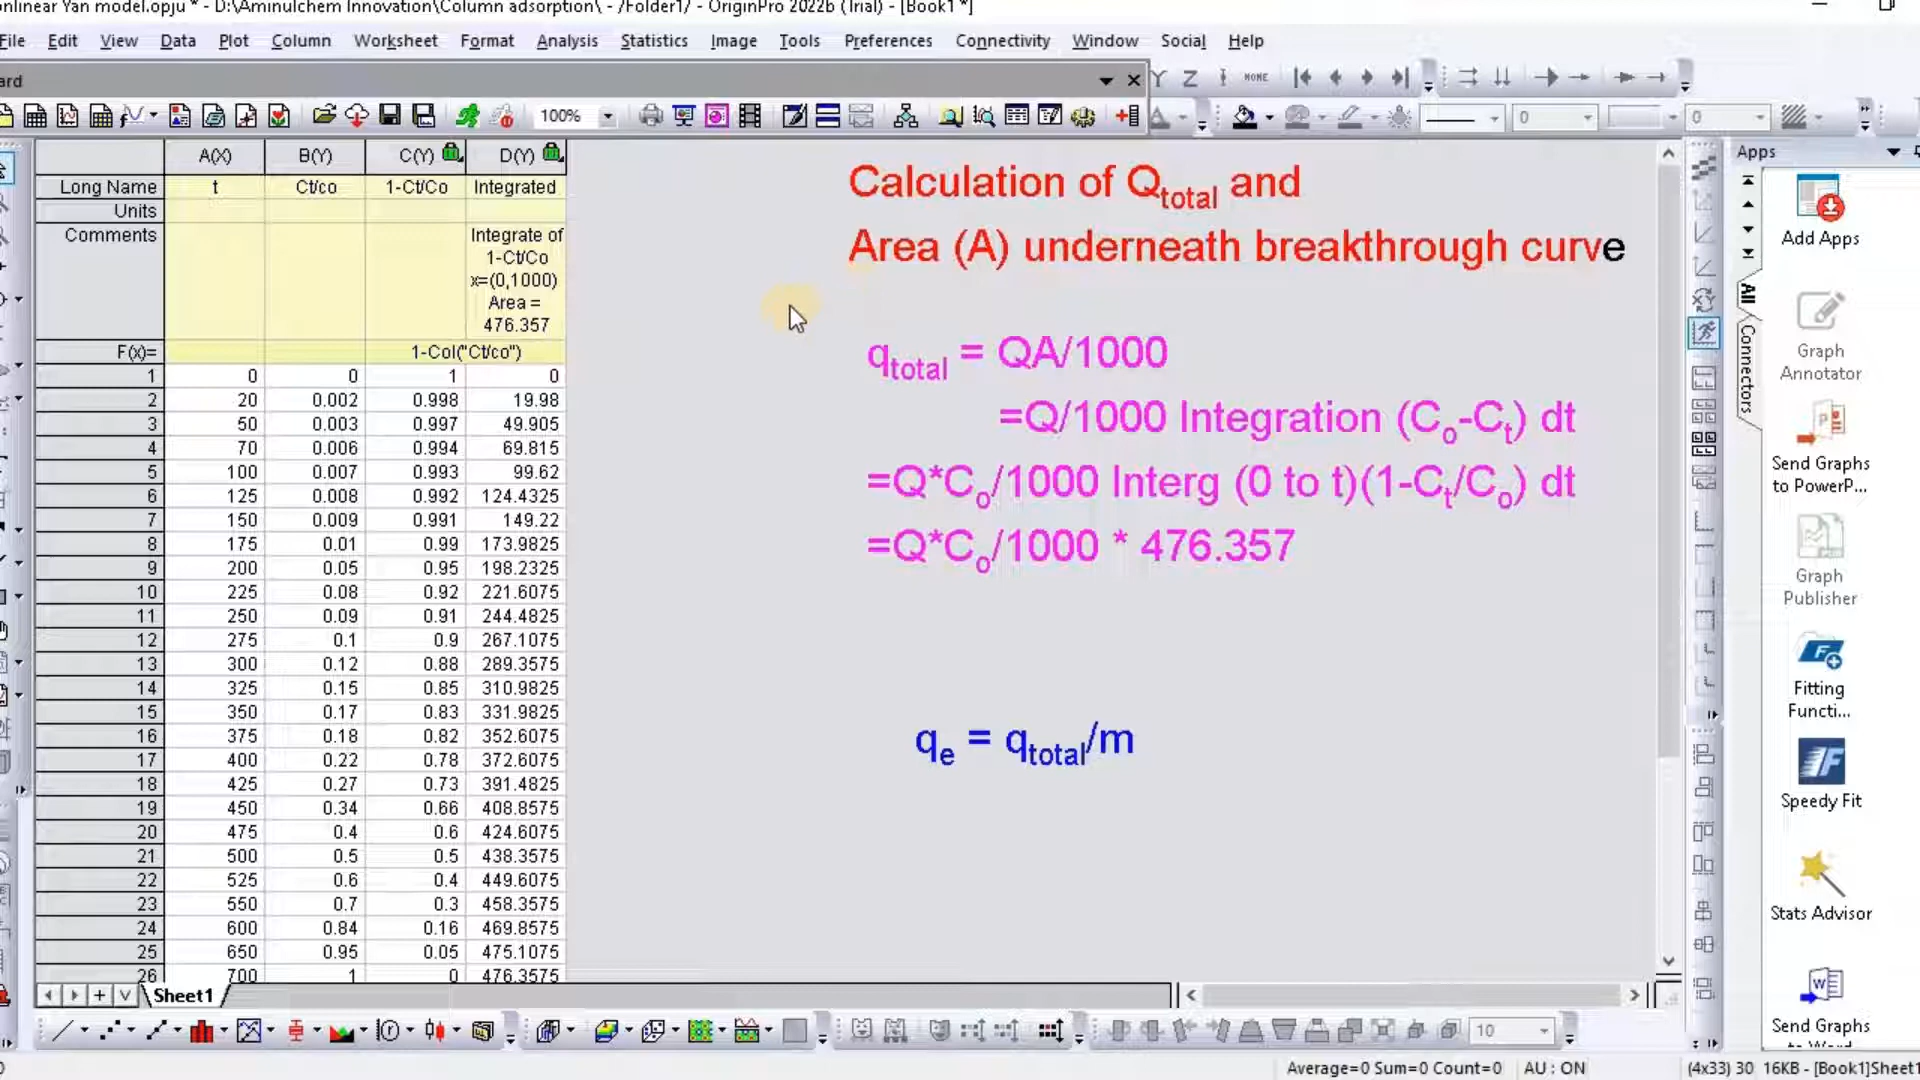 onlinear Yan model.opju * - D:\Aminulchem Innovation\Column adsorption\ - /Folder1/ - OriginPro 2022b (Trial) - [Book1 *]
File Edit View Data Plot Column Worksheet Format Analysis Statistics Image Tools Preferences Connectivity Window Social Help
ard
Y Z NONE
100% 0 0
A(X) B(Y) C(Y) D(Y)
Long Name t Ct/co 1-Ct/Co Integrated
Units
Comments Integrate of
1-Ct/Co
x=(0,1000)
Area =
476.357
F(x)= 1-Col("Ct/co")
1 0 0 1 0
2 20 0.002 0.998 19.98
3 50 0.003 0.997 49.905
4 70 0.006 0.994 69.815
5 100 0.007 0.993 99.62
6 125 0.008 0.992 124.4325
7 150 0.009 0.991 149.22
8 175 0.01 0.99 173.9825
9 200 0.05 0.95 198.2325
10 225 0.08 0.92 221.6075
11 250 0.09 0.91 244.4825
12 275 0.1 0.9 267.1075
13 300 0.12 0.88 289.3575
14 325 0.15 0.85 310.9825
15 350 0.17 0.83 331.9825
16 375 0.18 0.82 352.6075
17 400 0.22 0.78 372.6075
18 425 0.27 0.73 391.4825
19 450 0.34 0.66 408.8575
20 475 0.4 0.6 424.6075
21 500 0.5 0.5 438.3575
22 525 0.6 0.4 449.6075
23 550 0.7 0.3 458.3575
24 600 0.84 0.16 469.8575
25 650 0.95 0.05 475.1075
26 700 1 0 476.3575
Sheet1
Calculation of Qtotal and
Area (A) underneath breakthrough curve
qtotal = QA/1000
=Q/1000 Integration (Co-Ct) dt
=Q*Co/1000 Interg (0 to t)(1-Ct/Co) dt
=Q*Co/1000 * 476.357
qe = qtotal/m
Apps
All
Connectors
Add Apps
Graph
Annotator
Send Graphs
to PowerP...
Graph
Publisher
Fitting
Functi...
Speedy Fit
Stats Advisor
Send Graphs
to Word
10
Average=0 Sum=0 Count=0 AU : ON (4x33) 30 16KB - [Book1]Sheet1